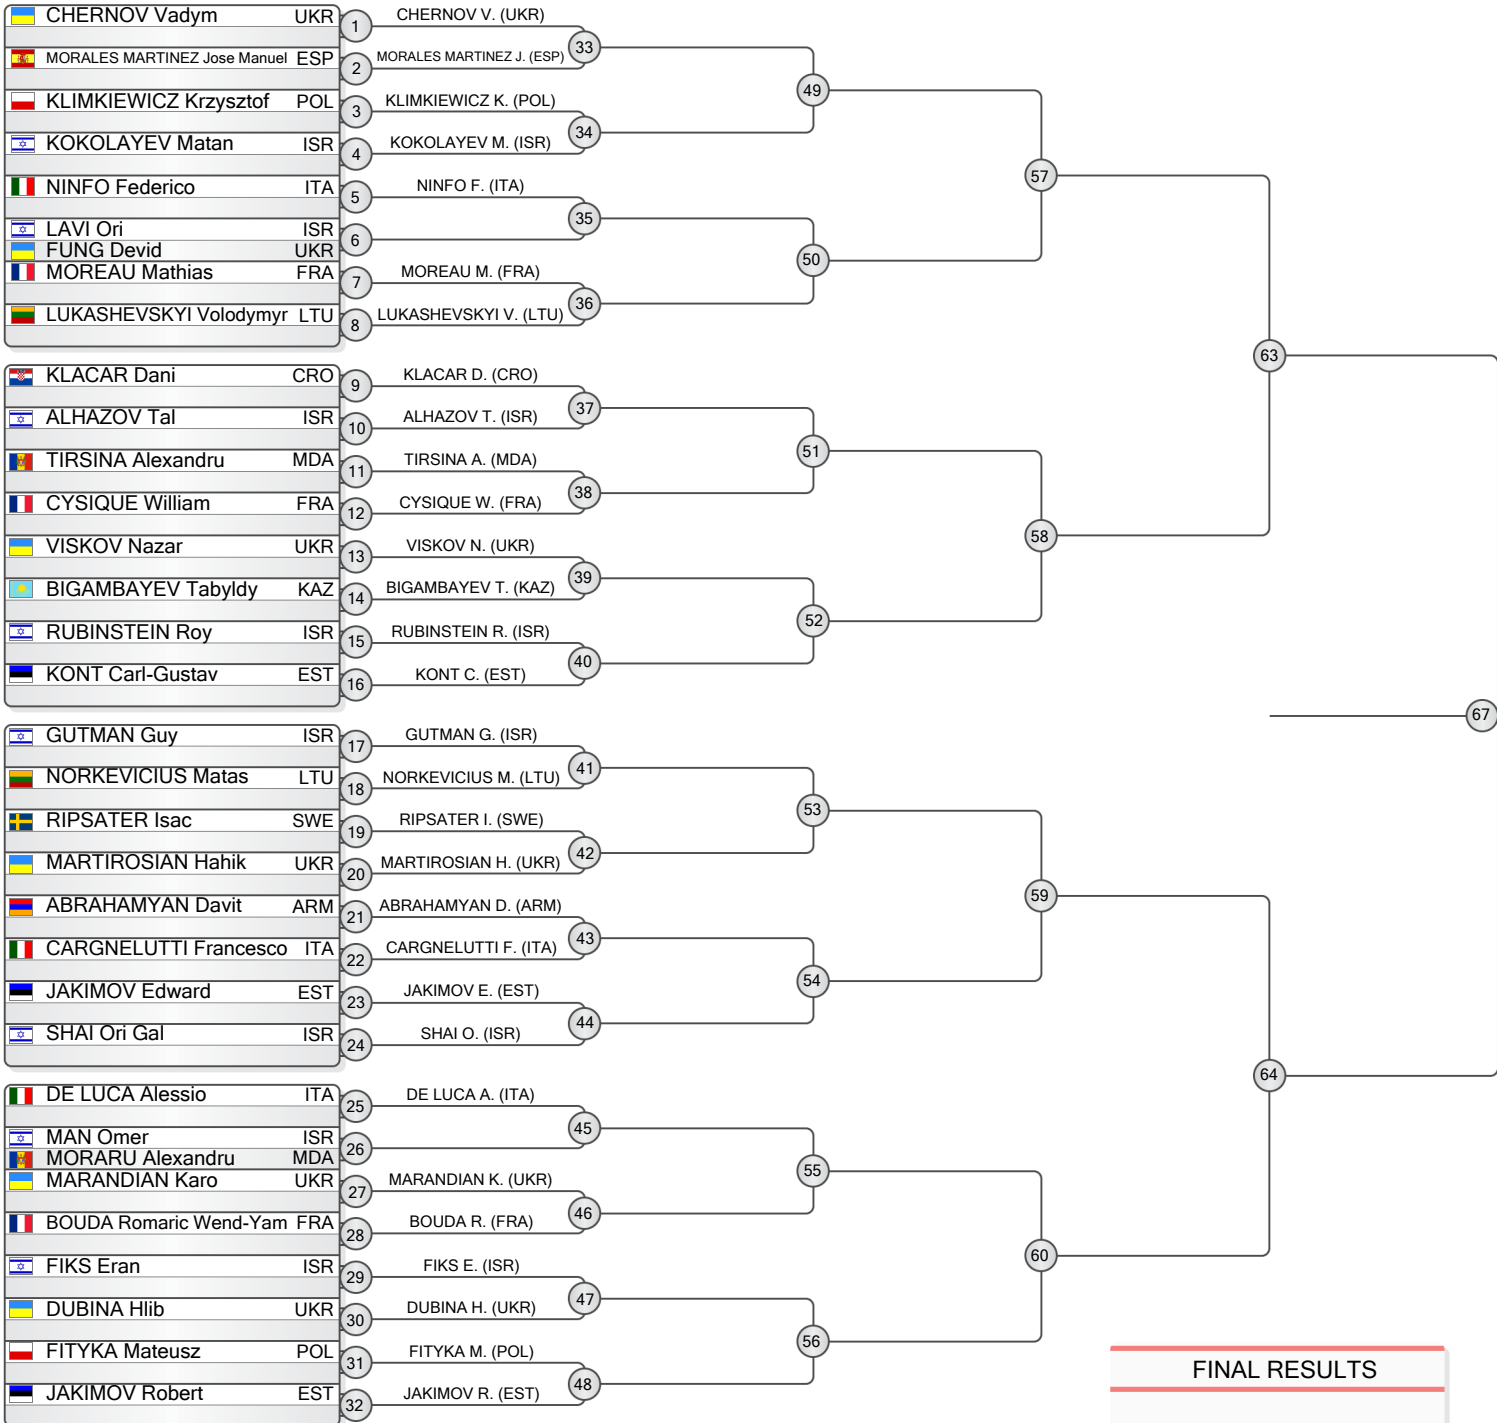 CHERNOV Vadym UKR
1
CHERNOV V. (UKR)
33
MORALES MARTINEZ Jose Manuel ESP
2
MORALES MARTINEZ J. (ESP)
49
KLIMKIEWICZ Krzysztof POL
3
KLIMKIEWICZ K. (POL)
34
KOKOLAYEV Matan ISR
4
KOKOLAYEV M. (ISR)
57
NINFO Federico ITA
5
NINFO F. (ITA)
35
LAVI Ori ISR
6
FUNG Devid UKR
50
MOREAU Mathias FRA
7
MOREAU M. (FRA)
36
LUKASHEVSKYI Volodymyr LTU
8
LUKASHEVSKYI V. (LTU)
63
KLACAR Dani CRO
9
KLACAR D. (CRO)
37
ALHAZOV Tal ISR
10
ALHAZOV T. (ISR)
51
TIRSINA Alexandru MDA
11
TIRSINA A. (MDA)
38
CYSIQUE William FRA
12
CYSIQUE W. (FRA)
58
VISKOV Nazar UKR
13
VISKOV N. (UKR)
39
BIGAMBAYEV Tabyldy KAZ
14
BIGAMBAYEV T. (KAZ)
52
RUBINSTEIN Roy ISR
15
RUBINSTEIN R. (ISR)
40
KONT Carl-Gustav EST
16
KONT C. (EST)
67
GUTMAN Guy ISR
17
GUTMAN G. (ISR)
41
NORKEVICIUS Matas LTU
18
NORKEVICIUS M. (LTU)
53
RIPSATER Isac SWE
19
RIPSATER I. (SWE)
42
MARTIROSIAN Hahik UKR
20
MARTIROSIAN H. (UKR)
59
ABRAHAMYAN Davit ARM
21
ABRAHAMYAN D. (ARM)
43
CARGNELUTTI Francesco ITA
22
CARGNELUTTI F. (ITA)
54
JAKIMOV Edward EST
23
JAKIMOV E. (EST)
44
SHAI Ori Gal ISR
24
SHAI O. (ISR)
64
DE LUCA Alessio ITA
25
DE LUCA A. (ITA)
45
MAN Omer ISR
26
MORARU Alexandru MDA
55
MARANDIAN Karo UKR
27
MARANDIAN K. (UKR)
46
BOUDA Romaric Wend-Yam FRA
28
BOUDA R. (FRA)
60
FIKS Eran ISR
29
FIKS E. (ISR)
47
DUBINA Hlib UKR
30
DUBINA H. (UKR)
56
FITYKA Mateusz POL
31
FITYKA M. (POL)
48
JAKIMOV Robert EST
32
JAKIMOV R. (EST)
FINAL RESULTS